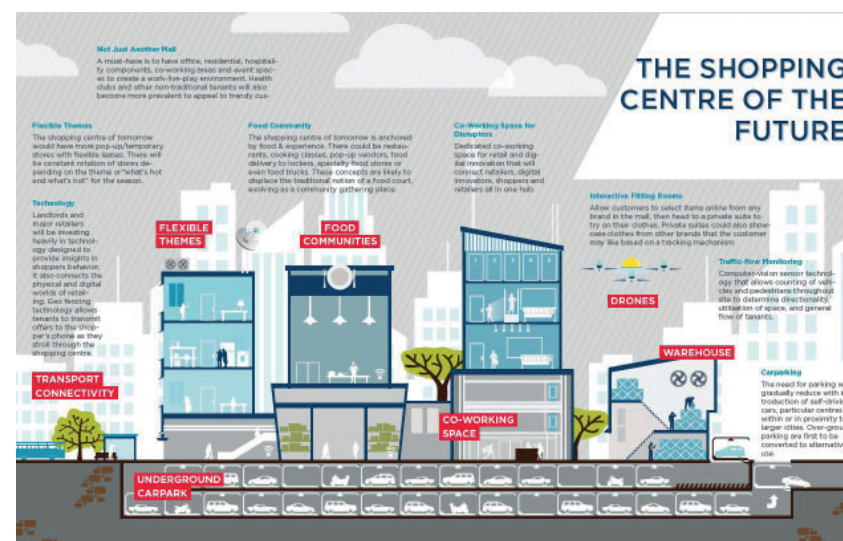 THE SHOPPING
CENTRE OF THE
FUTURE
Not Just Another Mall
A must-have is to have office, residential, hospitali-
ty components, co-working areas and event spac-
es to create a work-live-play environment. Health
clubs and other non-traditional tenants will also
become more prevalent to appeal to trendy cus-
Flexible Themes
The shopping centre of tomorrow
would have more pop-up/temporary
stores with flexible leases. There will
be constant rotation of stores de-
pending on the theme or "what's hot
and what's not" for the season.
Food Community
The shopping centre of tomorrow is anchored
by food & experience. There could be restau-
rants, cooking classes, pop-up vendors, food
delivery to lockers, specialty food stores or
even food trucks. These concepts are likely to
displace the traditional notion of a food court,
evolving as a community gathering place.
Co-Working Space for
Disruptors
Dedicated co-working
space for retail and dig-
ital innovation that will
connect retailers, digital
innovators, shoppers and
retailers all in one hub.
Interactive Fitting Rooms
Allow customers to select items online from any
brand in the mall, then head to a private suite to
try on their clothes. Private suites could also show-
case clothes from other brands that the customer
may like based on a tracking mechanism.
Technology
Landlords and
major retailers
will be investing
heavily in technol-
ogy designed to
provide insights in
shoppers behavior.
It also connects the
physical and digital
worlds of retail-
ing. Geo fencing
technology allows
tenants to transmit
offers to the shop-
per's phone as they
stroll through the
shopping centre.
FLEXIBLE
THEMES
FOOD
COMMUNITIES
Traffic-flow Monitoring
Computer-vision sensor technol-
ogy that allows counting of vehi-
cles and pedestrians throughout
site to determine directionality,
utilisation of space, and general
flow of tenants.
DRONES
1 2 3 4 5
WAREHOUSE
TRANSPORT
CONNECTIVITY
Carparking
The need for parking w
gradually reduce with i
troduction of self-drivi
cars, particular centres
within or in proximity t
larger cities. Over-grou
parking are first to be
converted to alternativ
use.
CO-WORKING
SPACE
UNDERGROUND
CARPARK